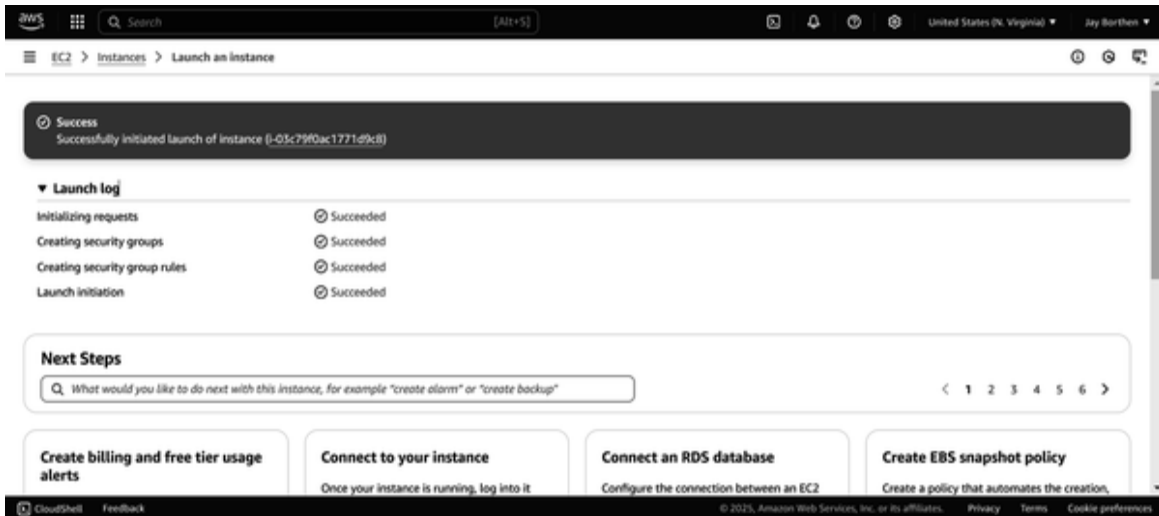 aws
Search [Alt+S] United States (N. Virginia) Jay Borthen
EC2 > Instances > Launch an instance
Success
Successfully initiated launch of instance (i-03c79f0ac1771d9c8)
Launch log
Initializing requests Succeeded
Creating security groups Succeeded
Creating security group rules Succeeded
Launch initiation Succeeded
Next Steps
What would you like to do next with this instance, for example "create alarm" or "create backup"
1 2 3 4 5 6
Create billing and free tier usage
alerts
Connect to your instance
Once your instance is running, log into it
Connect an RDS database
Configure the connection between an EC2
Create EBS snapshot policy
Create a policy that automates the creation,
CloudShell Feedback © 2025, Amazon Web Services, Inc. or its affiliates. Privacy Terms Cookie preferences